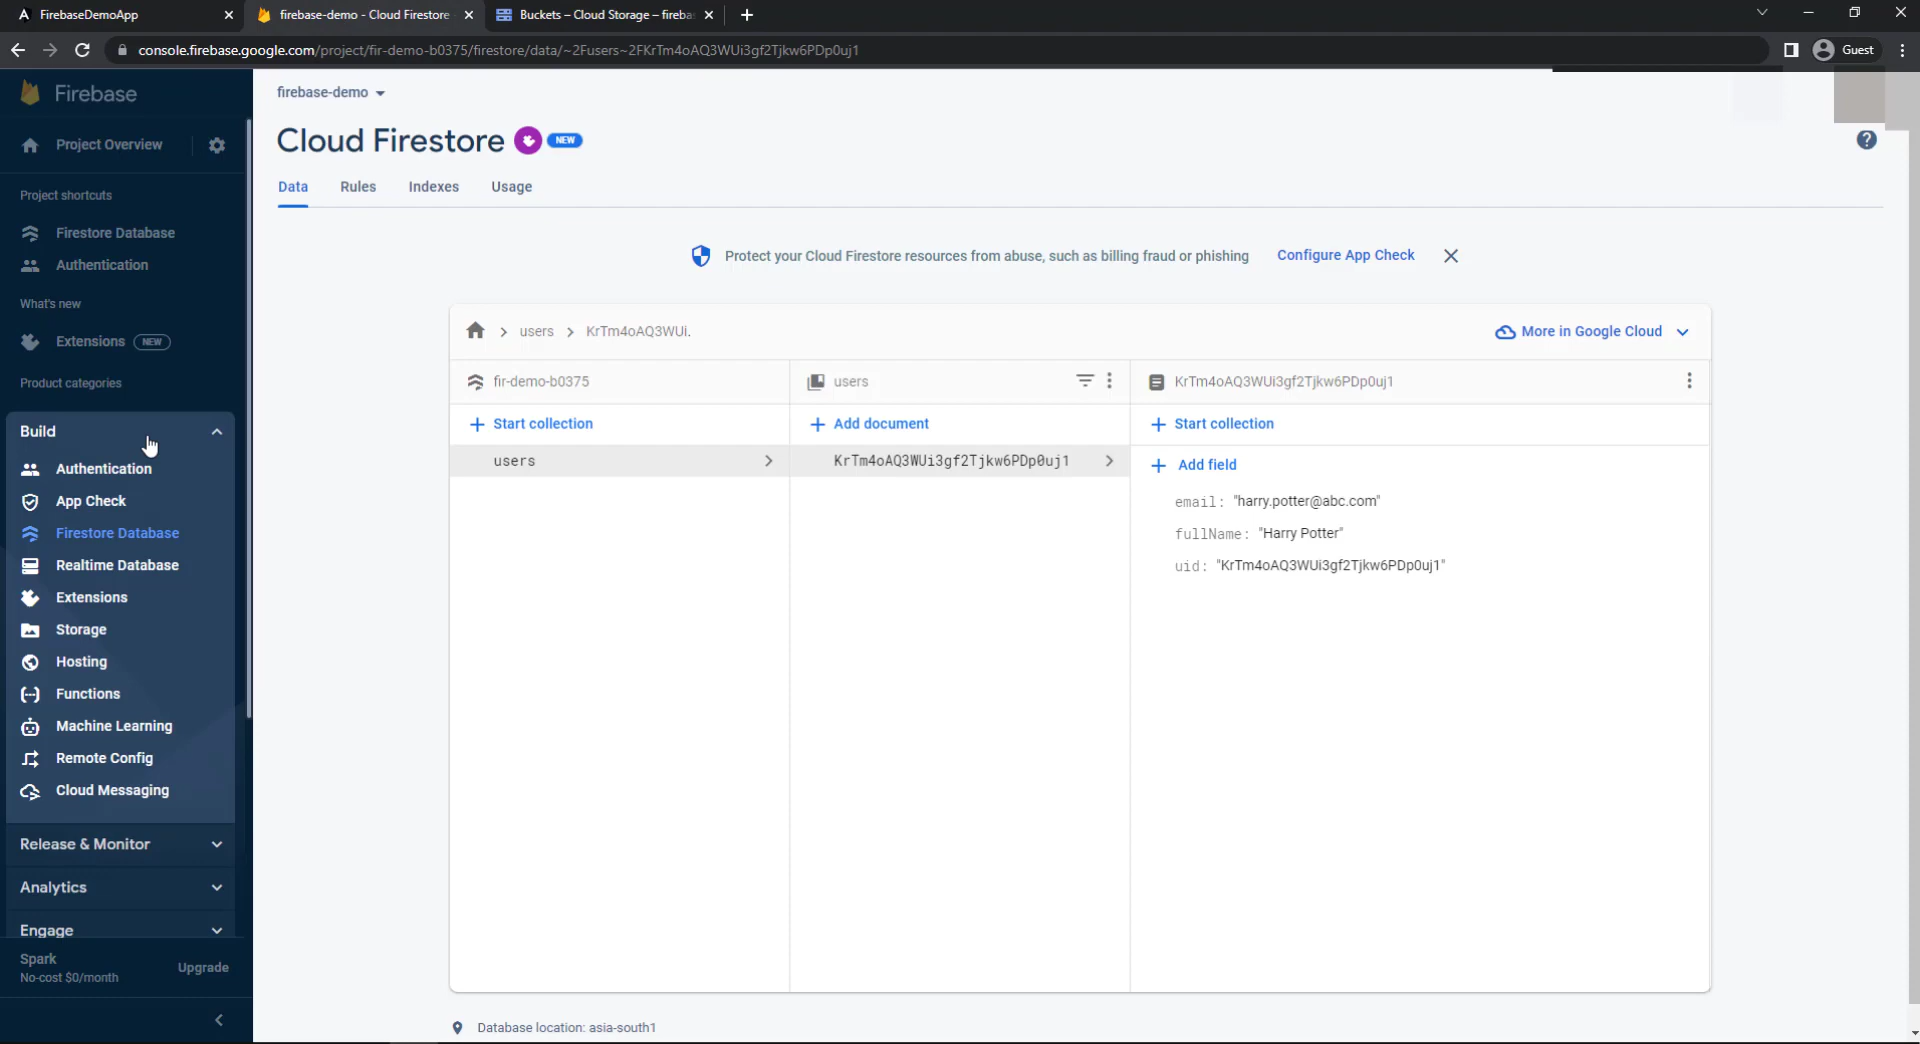 FirebaseDemoApp
firebase-demo - Cloud Firestore
Buckets – Cloud Storage – fireba
console.firebase.google.com/project/fir-demo-b0375/firestore/data/~2Fusers~2FKrTm4oAQ3WUi3gf2Tjkw6PDp0uj1
Guest
Firebase
Project Overview
Project shortcuts
Firestore Database
Authentication
What's new
Extensions NEW
Product categories
Build
Authentication
App Check
Firestore Database
Realtime Database
Extensions
Storage
Hosting
Functions
Machine Learning
Remote Config
Cloud Messaging
Release & Monitor
Analytics
Engage
Spark
No-cost $0/month
Upgrade
firebase-demo
Cloud Firestore NEW
Data Rules Indexes Usage
Protect your Cloud Firestore resources from abuse, such as billing fraud or phishing Configure App Check
users KrTm4oAQ3WUi.
More in Google Cloud
fir-demo-b0375
Start collection
users
users
Add document
KrTm4oAQ3WUi3gf2Tjkw6PDp0uj1
KrTm4oAQ3WUi3gf2Tjkw6PDp0uj1
Start collection
Add field
email: "harry.potter@abc.com"
fullName: "Harry Potter"
uid: "KrTm4oAQ3WUi3gf2Tjkw6PDp0uj1"
Database location: asia-south1